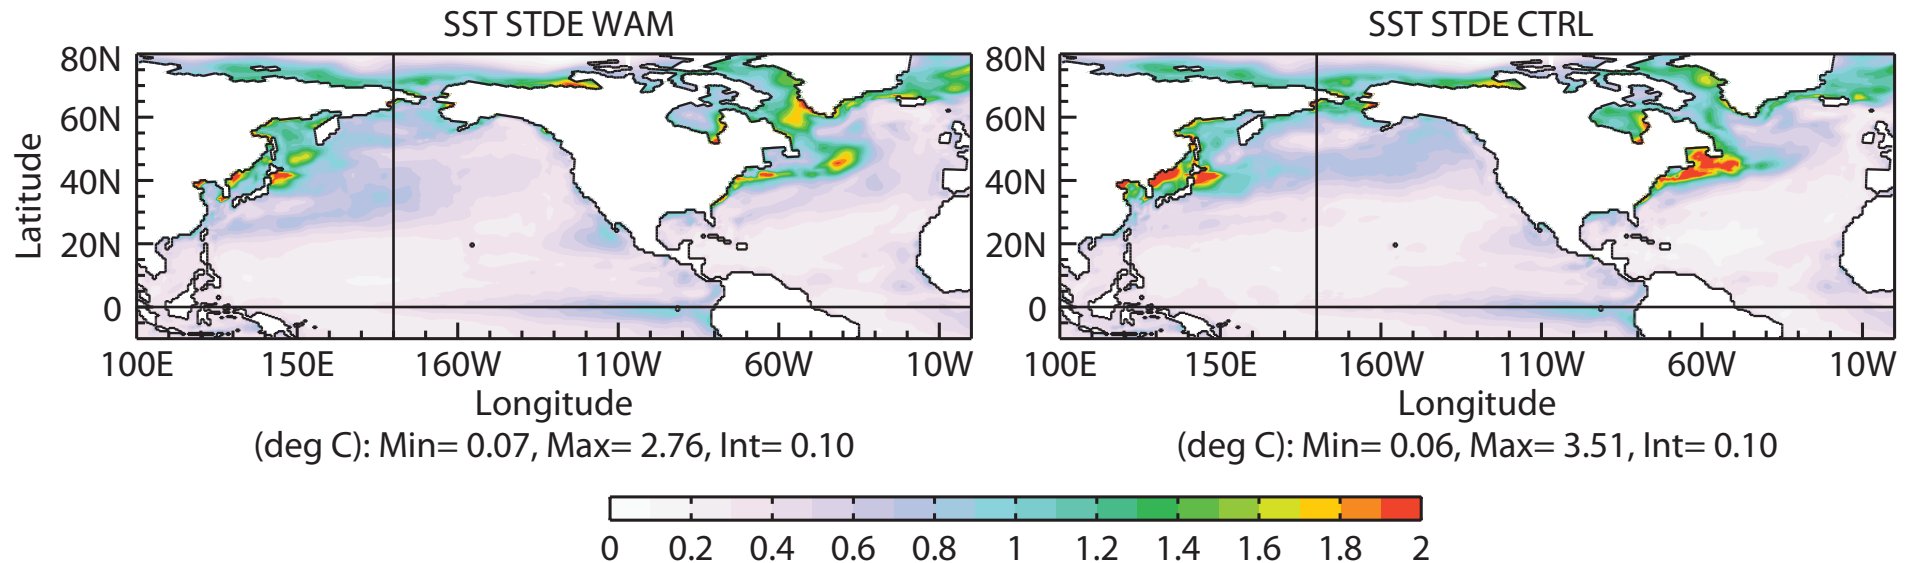 SST STDE WAM
80N
60N
40N
20N
0
Latitude
100E 150E 160W 110W 60W 10W
Longitude
(deg C): Min= 0.07, Max= 2.76, Int= 0.10
SST STDE CTRL
80N
60N
40N
20N
0
100E 150E 160W 110W 60W 10W
Longitude
(deg C): Min= 0.06, Max= 3.51, Int= 0.10
0 0.2 0.4 0.6 0.8 1 1.2 1.4 1.6 1.8 2